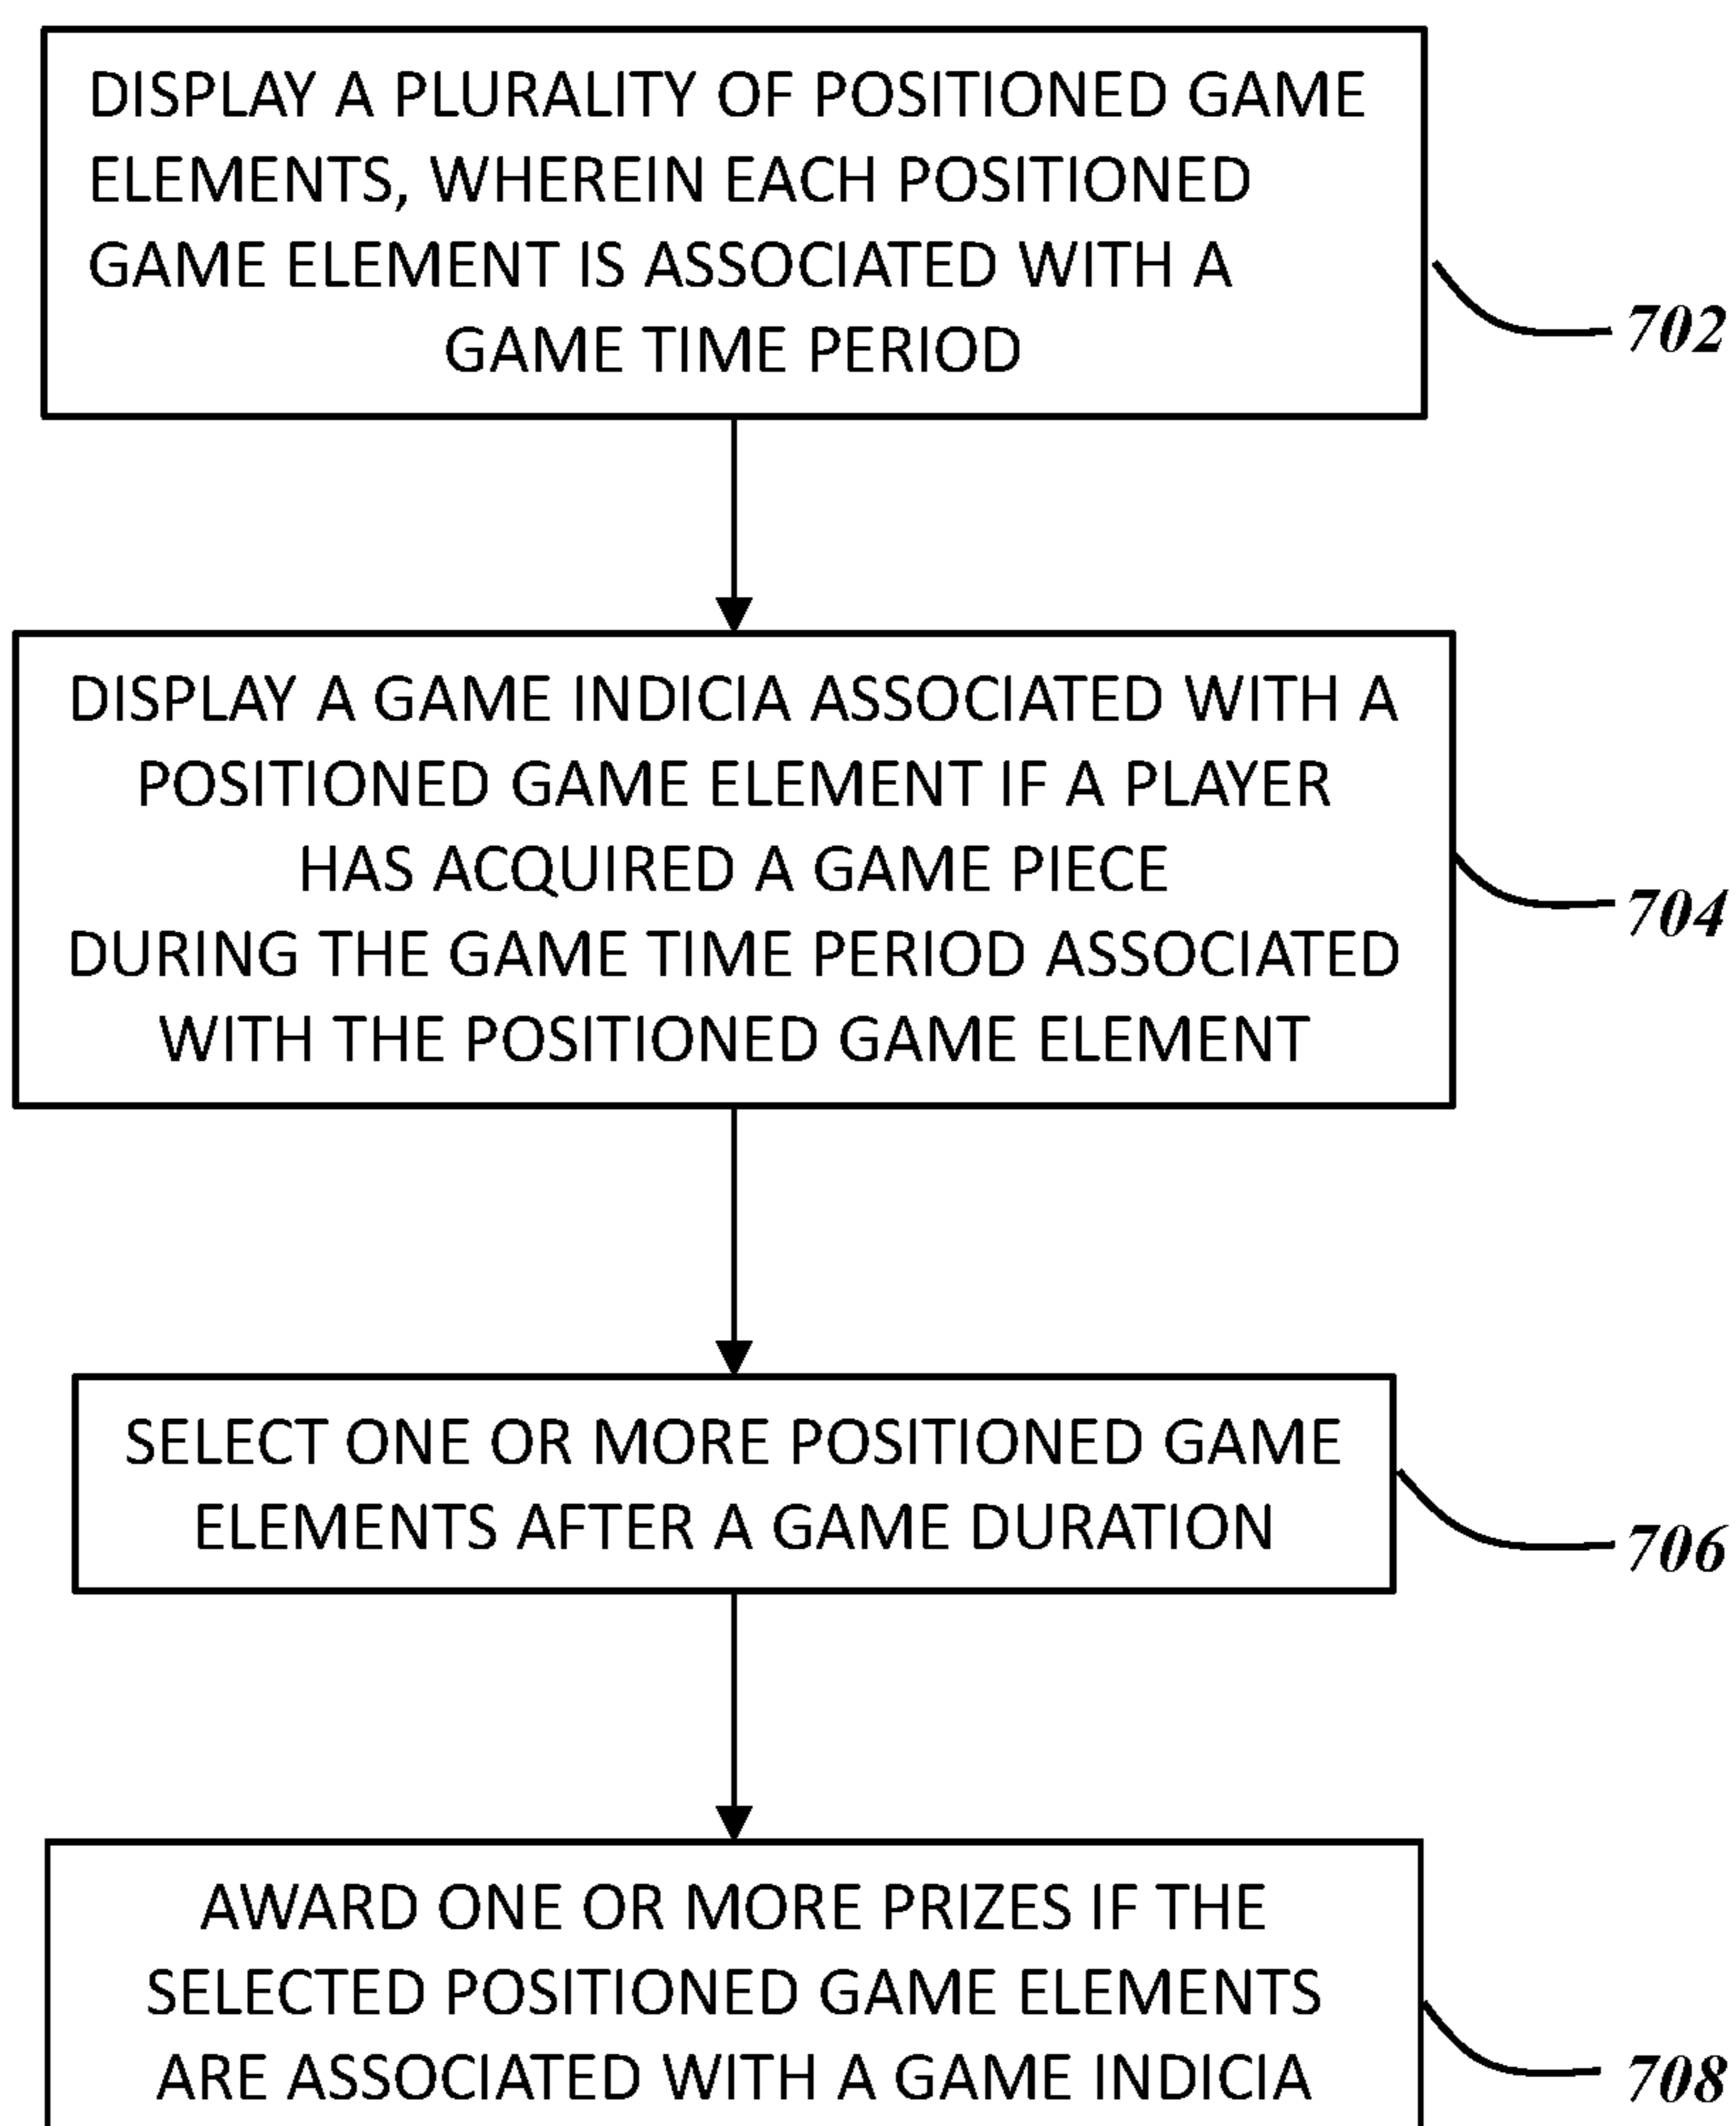 DISPLAY A PLURALITY OF POSITIONED GAME
ELEMENTS, WHEREIN EACH POSITIONED
GAME ELEMENT IS ASSOCIATED WITH A
GAME TIME PERIOD
702
DISPLAY A GAME INDICIA ASSOCIATED WITH A
POSITIONED GAME ELEMENT IF A PLAYER
HAS ACQUIRED A GAME PIECE
DURING THE GAME TIME PERIOD ASSOCIATED
WITH THE POSITIONED GAME ELEMENT
704
SELECT ONE OR MORE POSITIONED GAME
ELEMENTS AFTER A GAME DURATION
706
AWARD ONE OR MORE PRIZES IF THE
SELECTED POSITIONED GAME ELEMENTS
ARE ASSOCIATED WITH A GAME INDICIA
708